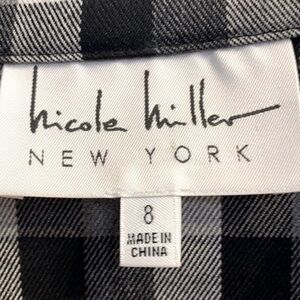 nicole miller
NEW YORK
8
MADE IN
CHINA